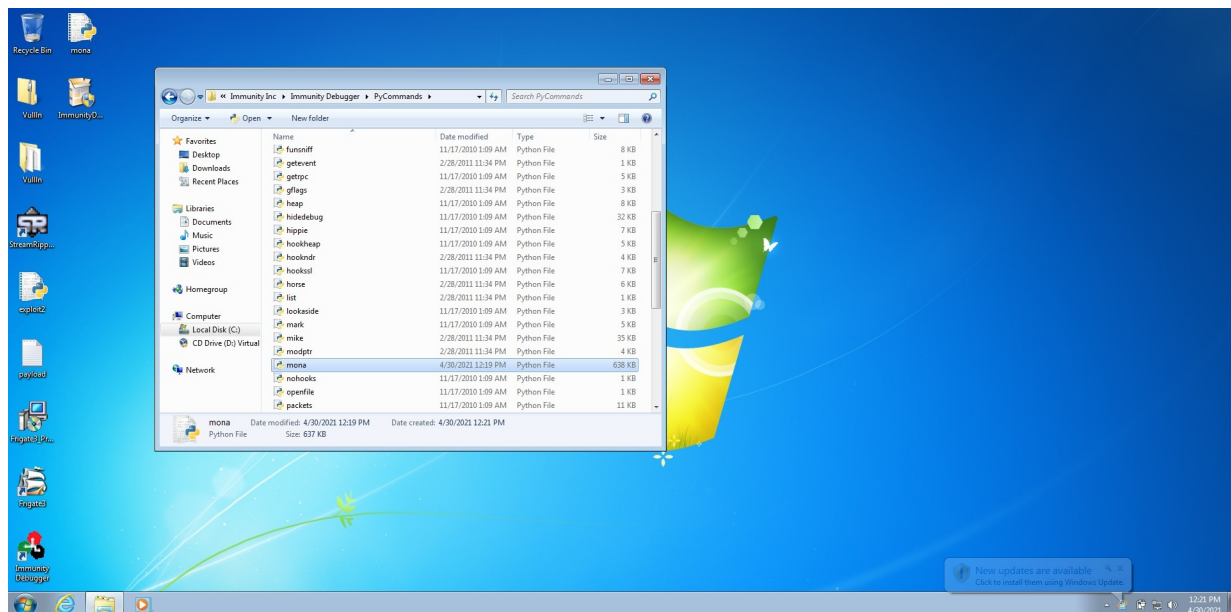 Recycle Bin
mona
VullIn
ImmunityD...
VullIn
StreamRipp...
exploit2
payload
Frigate3_Pr...
Frigate3
Immunity
Debugger
« Immunity Inc ▸ Immunity Debugger ▸ PyCommands ▸
Search PyCommands
Organize ▾ Open ▾ New folder
Favorites
Desktop
Downloads
Recent Places
Libraries
Documents
Music
Pictures
Videos
Homegroup
Computer
Local Disk (C:)
CD Drive (D:) Virtual
Network
Name Date modified Type Size
funsniff 11/17/2010 1:09 AM Python File 8 KB
getevent 2/28/2011 11:34 PM Python File 1 KB
getrpc 11/17/2010 1:09 AM Python File 5 KB
gflags 2/28/2011 11:34 PM Python File 3 KB
heap 11/17/2010 1:09 AM Python File 8 KB
hidedebug 11/17/2010 1:09 AM Python File 32 KB
hippie 11/17/2010 1:09 AM Python File 7 KB
hookheap 11/17/2010 1:09 AM Python File 5 KB
hookndr 2/28/2011 11:34 PM Python File 4 KB
hookssl 11/17/2010 1:09 AM Python File 7 KB
horse 2/28/2011 11:34 PM Python File 6 KB
list 2/28/2011 11:34 PM Python File 1 KB
lookaside 11/17/2010 1:09 AM Python File 3 KB
mark 11/17/2010 1:09 AM Python File 5 KB
mike 2/28/2011 11:34 PM Python File 35 KB
modptr 2/28/2011 11:34 PM Python File 4 KB
mona 4/30/2021 12:19 PM Python File 638 KB
nohooks 11/17/2010 1:09 AM Python File 1 KB
openfile 11/17/2010 1:09 AM Python File 1 KB
packets 11/17/2010 1:09 AM Python File 11 KB
mona Date modified: 4/30/2021 12:19 PM Date created: 4/30/2021 12:21 PM
Python File Size: 637 KB
New updates are available
Click to install them using Windows Update.
12:21 PM
4/30/2021